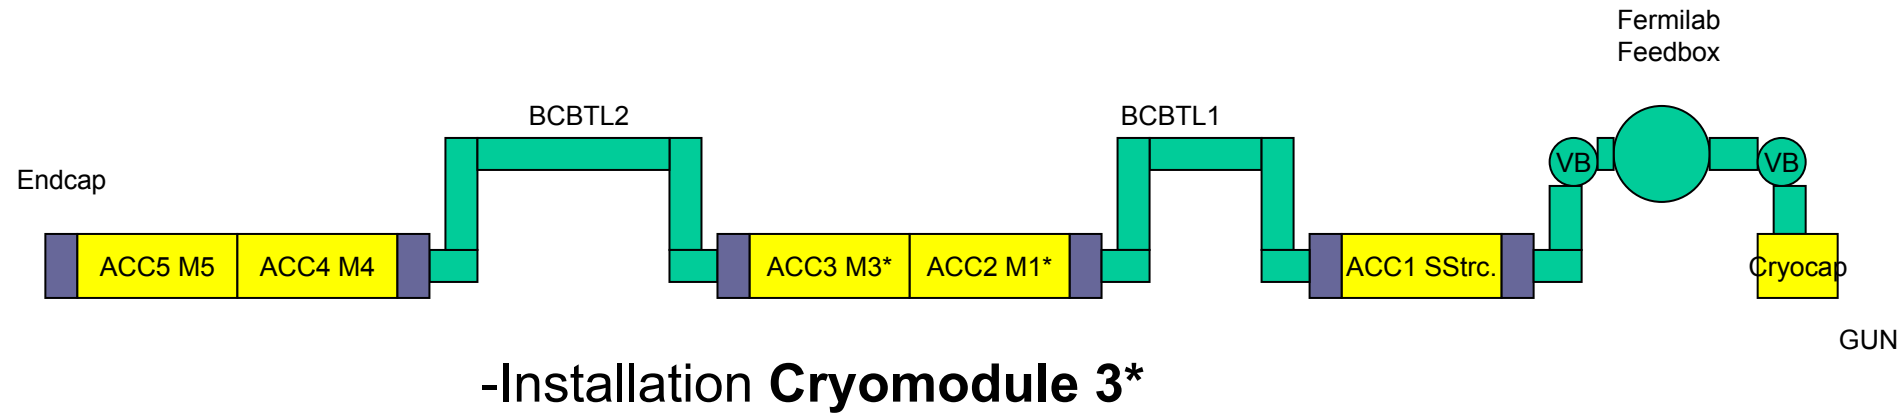 Fermilab
Feedbox
BCBTL2
BCBTL1
VB
VB
Endcap
ACC5 M5
ACC4 M4
ACC3 M3*
ACC2 M1*
ACC1 SStrc.
Cryocap
GUN
-Installation Cryomodule 3*